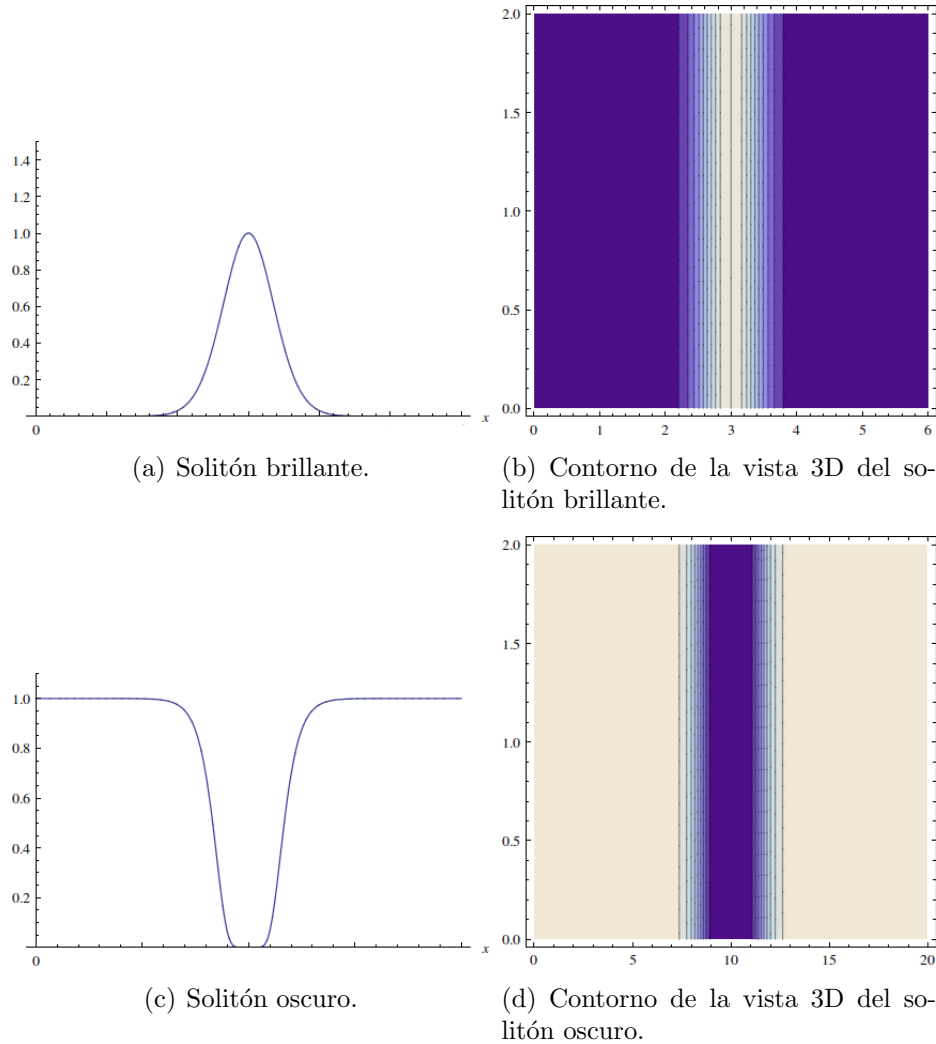 1.4
1.2
1.0
0.8
0.6
0.4
0.2
0
x
2.0
1.5
1.0
0.5
0.0
0 1 2 3 4 5 6
(a) Solitón brillante.
(b) Contorno de la vista 3D del so-
litón brillante.
1.0
0.8
0.6
0.4
0.2
0
x
2.0
1.5
1.0
0.5
0.0
0 5 10 15 20
(c) Solitón oscuro.
(d) Contorno de la vista 3D del so-
litón oscuro.